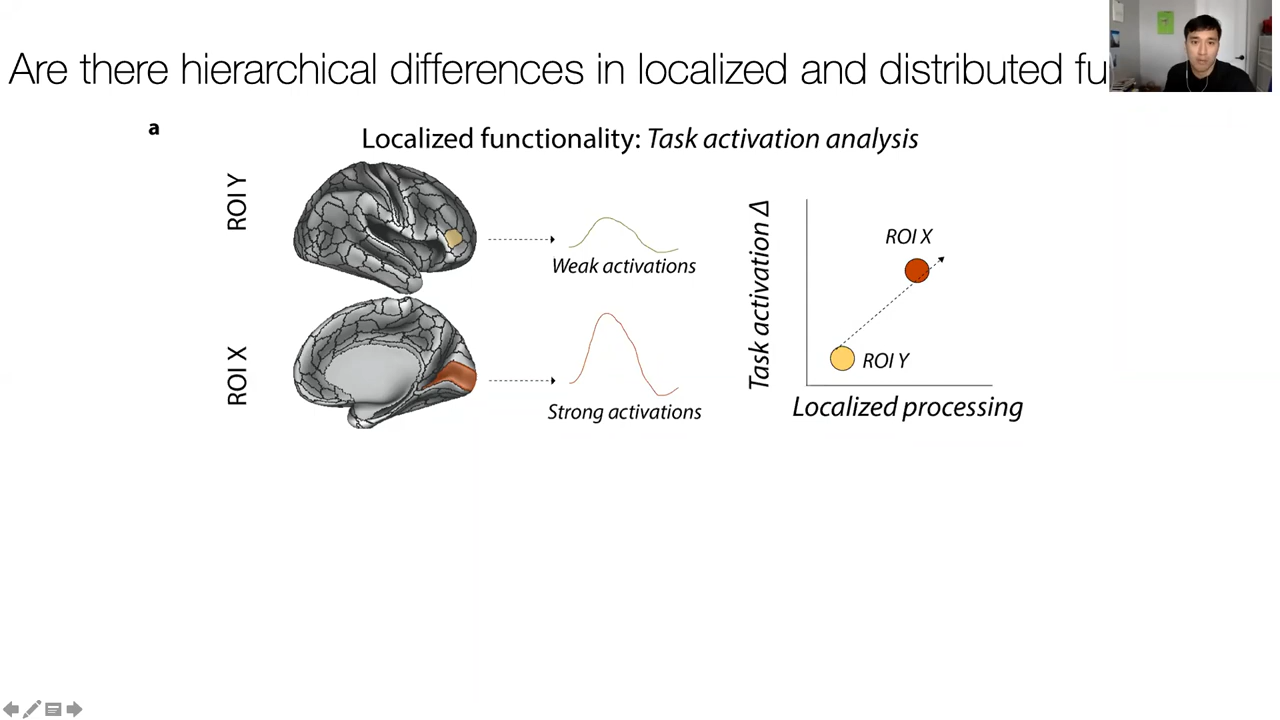 Are there hierarchical differences in localized and distributed fu
a
Localized functionality: Task activation analysis
ROI Y
Weak activations
ROI X
Strong activations
Task activation Δ
ROI X
ROI Y
Localized processing